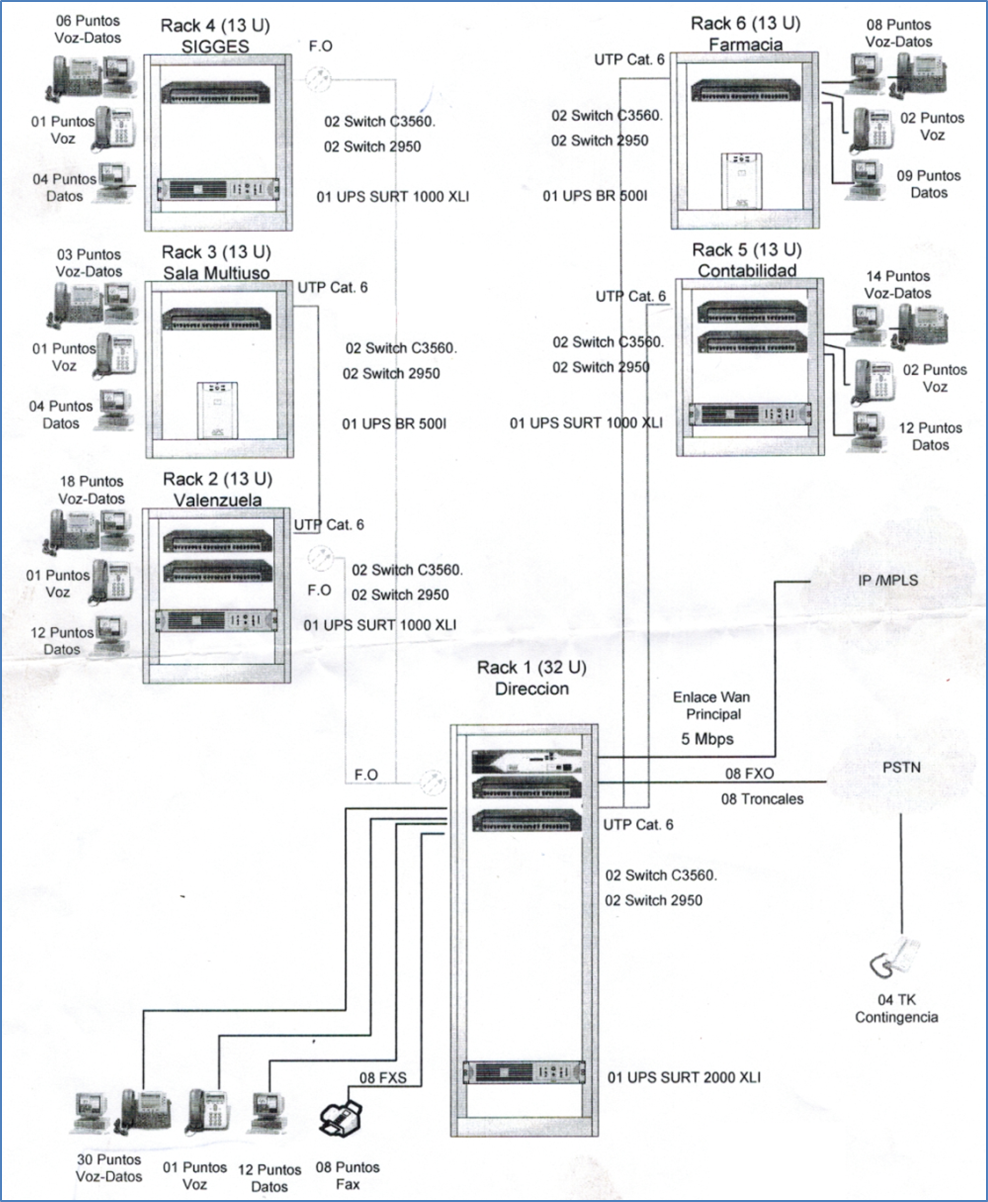 06 Puntos
Voz-Datos
Rack 4 (13 U)
SIGGES
F.O
01 Puntos
Voz
04 Puntos
Datos
02 Switch C3560.
02 Switch 2950
01 UPS SURT 1000 XLI
Rack 6 (13 U)
Farmacia
UTP Cat. 6
08 Puntos
Voz-Datos
02 Switch C3560.
02 Switch 2950
02 Puntos
Voz
01 UPS BR 500I
09 Puntos
Datos
03 Puntos
Voz-Datos
Rack 3 (13 U)
Sala Multiuso
UTP Cat. 6
01 Puntos
Voz
04 Puntos
Datos
02 Switch C3560.
02 Switch 2950
01 UPS BR 500I
Rack 5 (13 U)
Contabilidad
UTP Cat. 6
14 Puntos
Voz-Datos
02 Switch C3560.
02 Switch 2950
02 Puntos
Voz
01 UPS SURT 1000 XLI
12 Puntos
Datos
18 Puntos
Voz-Datos
Rack 2 (13 U)
Valenzuela
UTP Cat. 6
01 Puntos
Voz
12 Puntos
Datos
F.O
02 Switch C3560.
02 Switch 2950
01 UPS SURT 1000 XLI
IP /MPLS
Rack 1 (32 U)
Direccion
Enlace Wan
Principal
5 Mbps
F.O
PSTN
08 FXO
08 Troncales
UTP Cat. 6
02 Switch C3560.
02 Switch 2950
04 TK
Contingencia
01 UPS SURT 2000 XLI
08 FXS
30 Puntos
Voz-Datos
01 Puntos
Voz
12 Puntos
Datos
08 Puntos
Fax